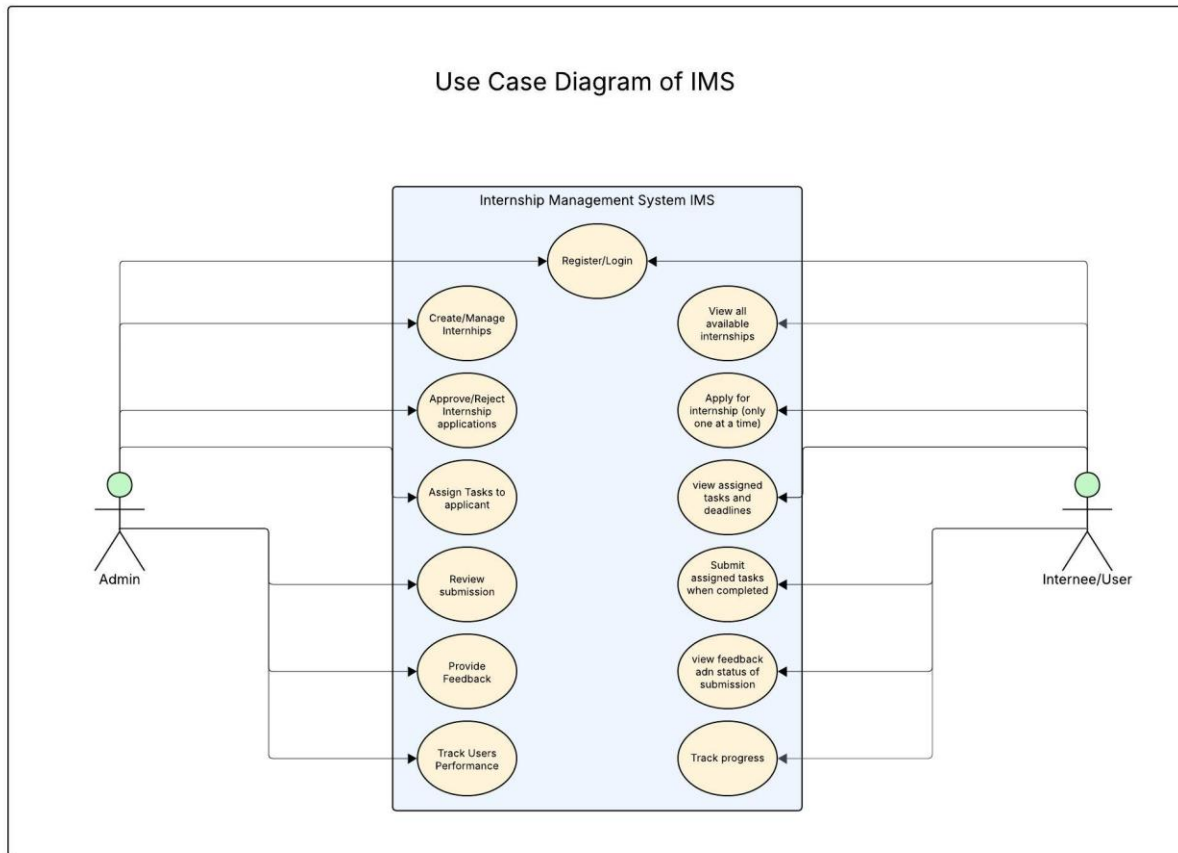 Use Case Diagram of IMS
Internship Management System IMS
Register/Login
Create/Manage
Internhips
View all
available
internships
Approve/Reject
Internship
applications
Apply for
internship (only
one at a time)
Assign Tasks to
applicant
view assigned
tasks and
deadlines
Admin
Internee/User
Review
submission
Submit
assigned tasks
when completed
Provide
Feedback
view feedback
adn status of
submission
Track Users
Performance
Track progress